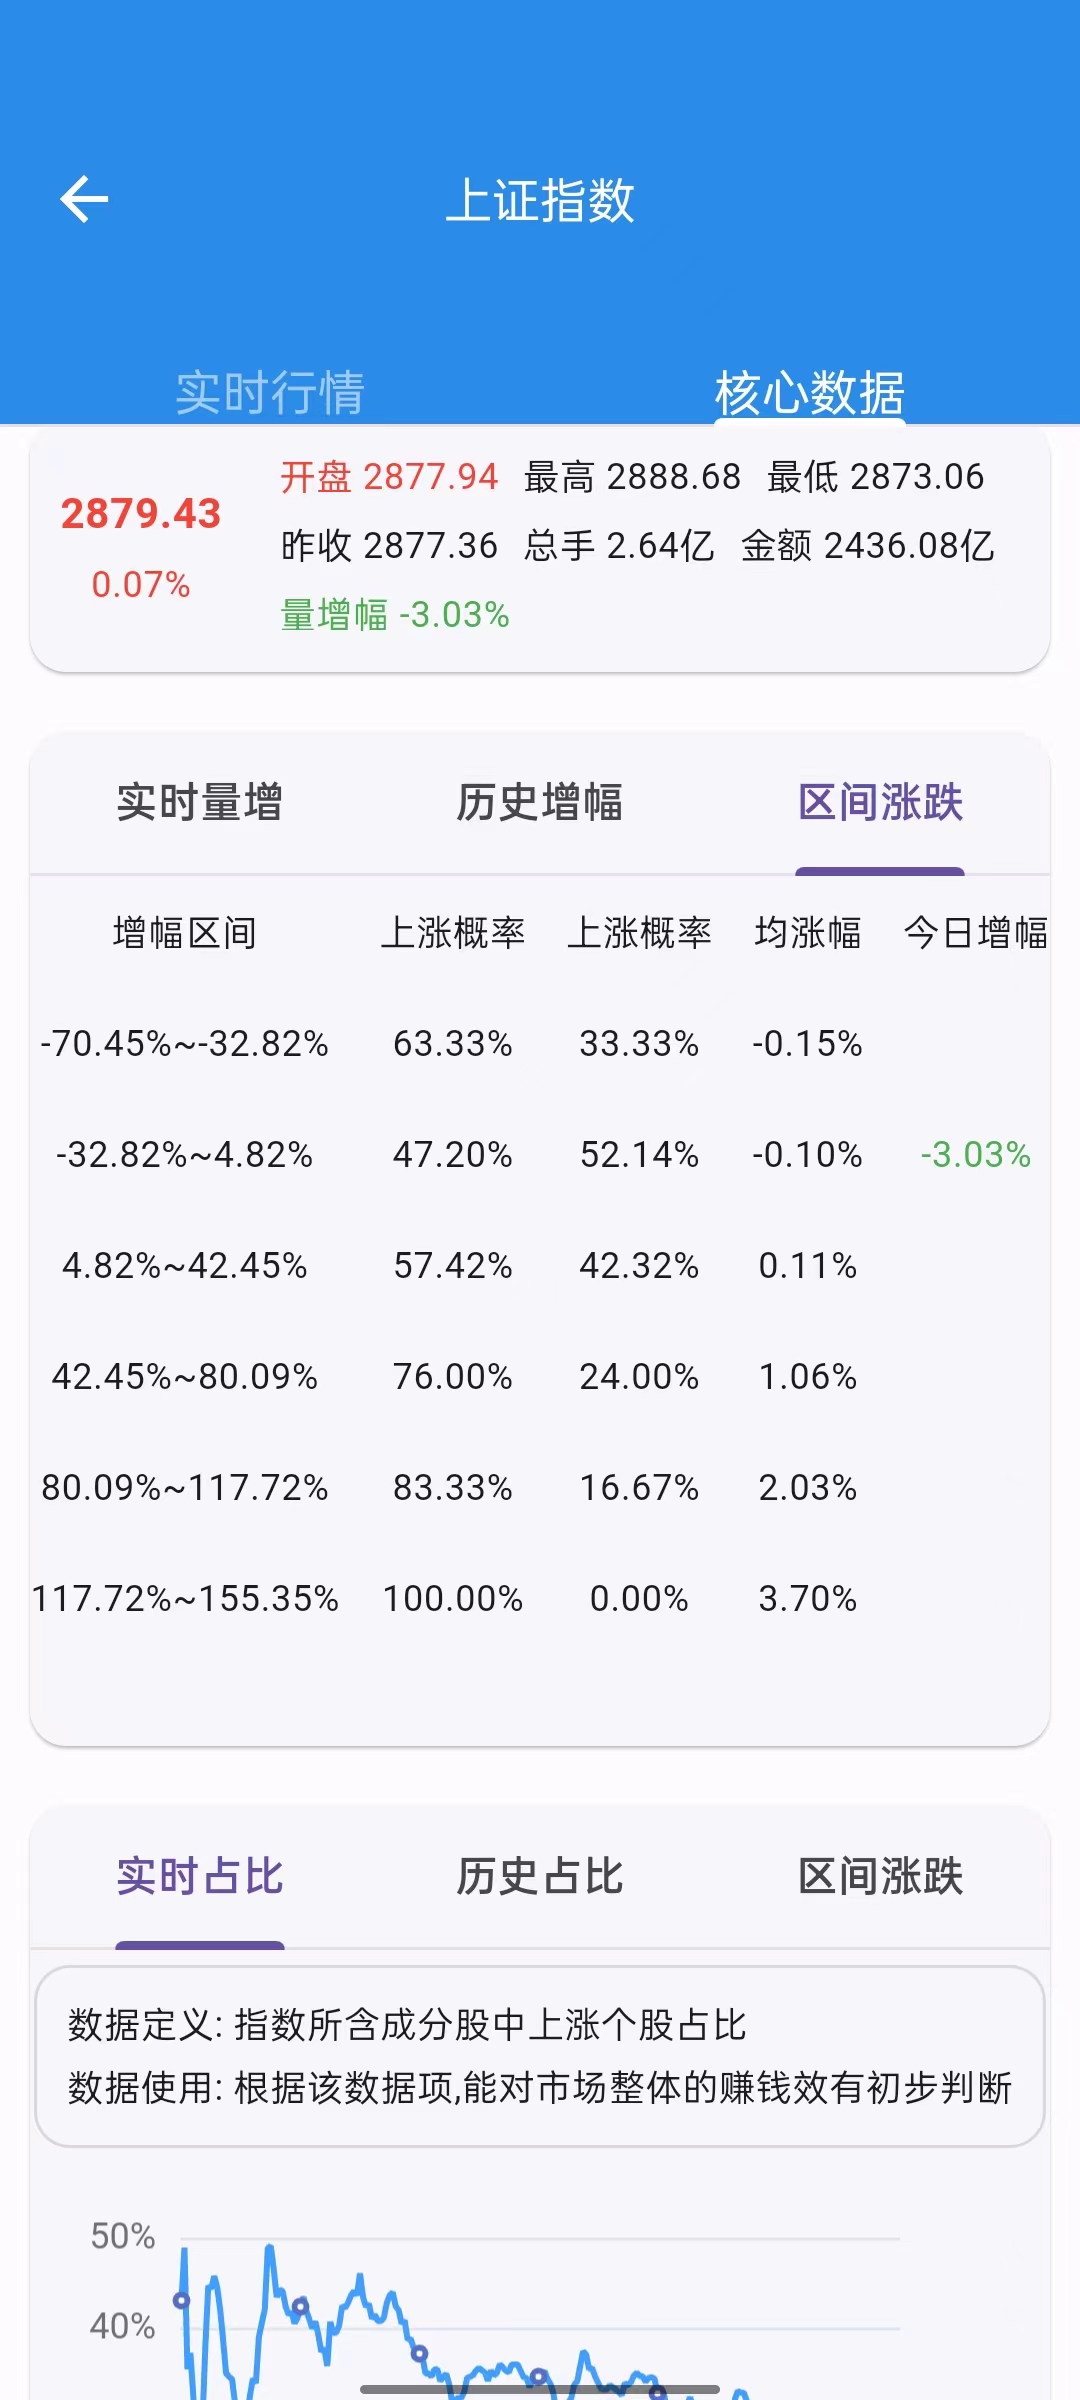 上证指数
实时行情 核心数据
2879.43
0.07%
开盘 2877.94 最高 2888.68 最低 2873.06
昨收 2877.36 总手 2.64亿 金额 2436.08亿
量增幅 -3.03%
实时量增 历史增幅 区间涨跌
增幅区间 上涨概率 上涨概率 均涨幅 今日增幅
-70.45%~-32.82% 63.33% 33.33% -0.15%
-32.82%~4.82% 47.20% 52.14% -0.10% -3.03%
4.82%~42.45% 57.42% 42.32% 0.11%
42.45%~80.09% 76.00% 24.00% 1.06%
80.09%~117.72% 83.33% 16.67% 2.03%
117.72%~155.35% 100.00% 0.00% 3.70%
实时占比 历史占比 区间涨跌
数据定义: 指数所含成分股中上涨个股占比
数据使用: 根据该数据项,能对市场整体的赚钱效有初步判断
50%
40%